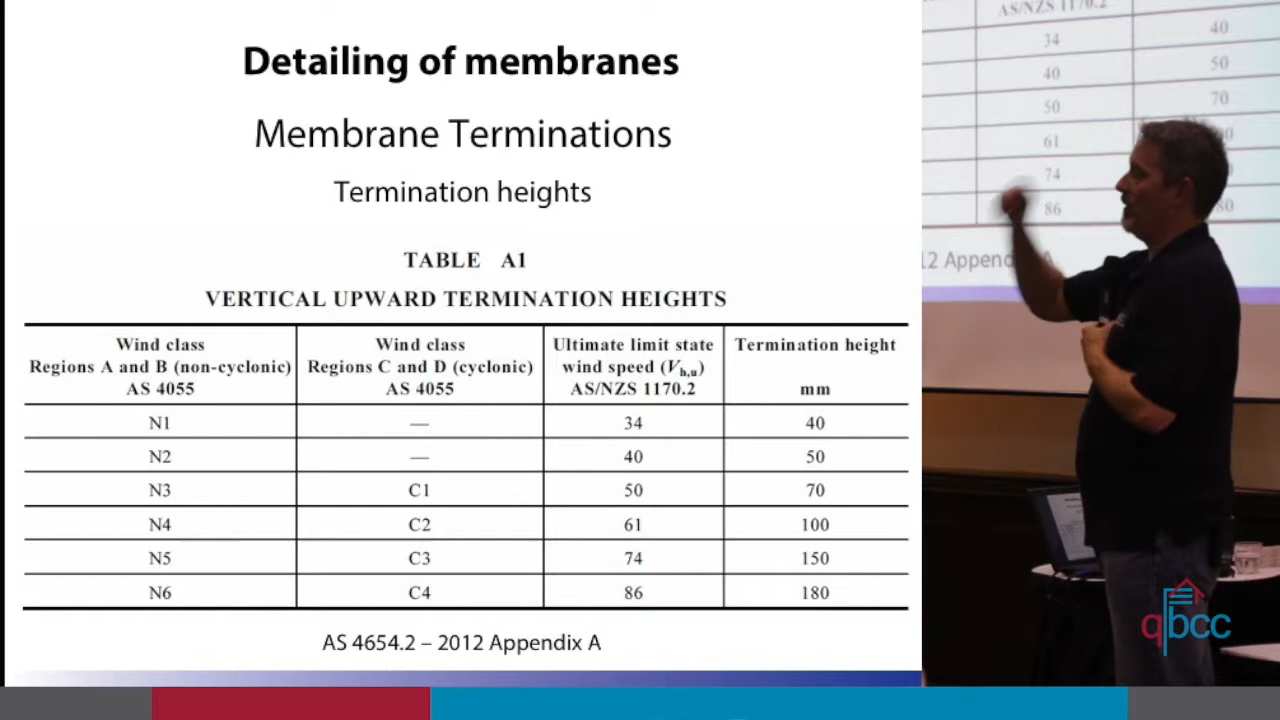 Detailing of membranes
Membrane Terminations
Termination heights
TABLE A1
VERTICAL UPWARD TERMINATION HEIGHTS
Wind class Regions A and B (non-cyclonic) AS 4055 | Wind class Regions C and D (cyclonic) AS 4055 | Ultimate limit state wind speed (Vh,u) AS/NZS 1170.2 | Termination height mm
N1 — 34 40
N2 — 40 50
N3 C1 50 70
N4 C2 61 100
N5 C3 74 150
N6 C4 86 180
AS 4654.2 – 2012 Appendix A
AS/NZS 1170.2
34 40
40 50
50 70
61
74
86
12 Appendix A
qbcc